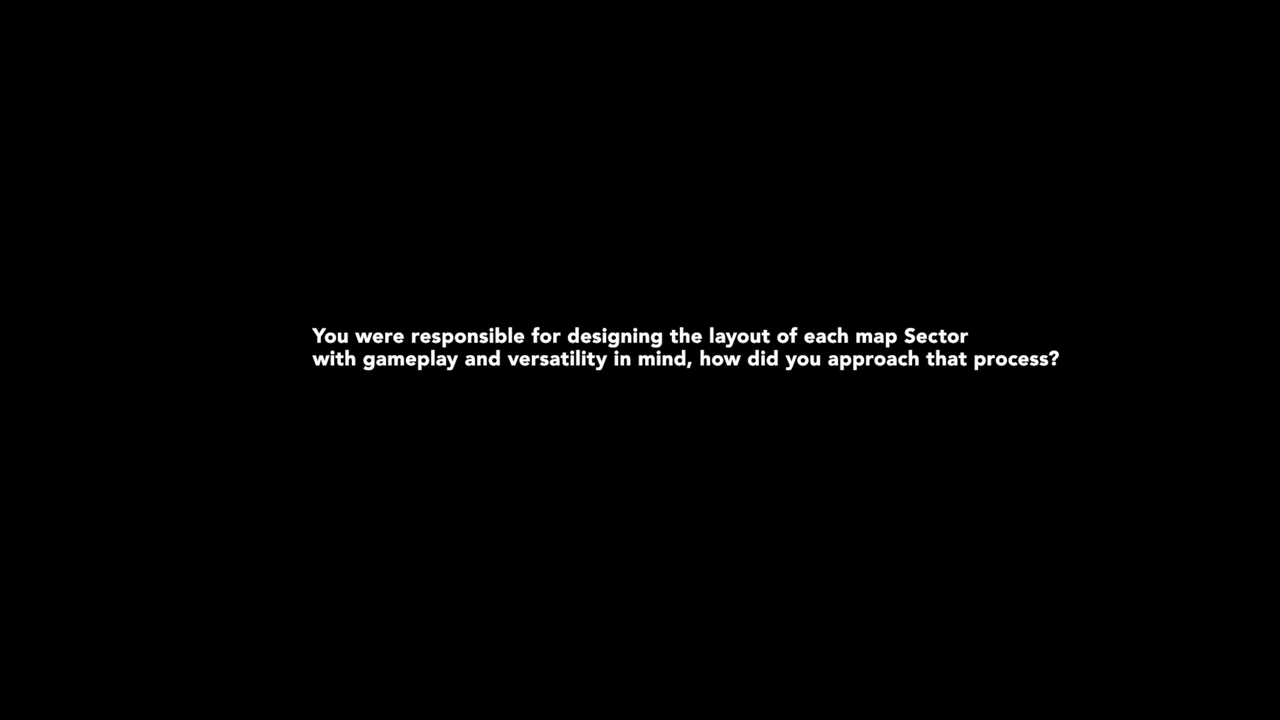 You were responsible for designing the layout of each map Sector
with gameplay and versatility in mind, how did you approach that process?